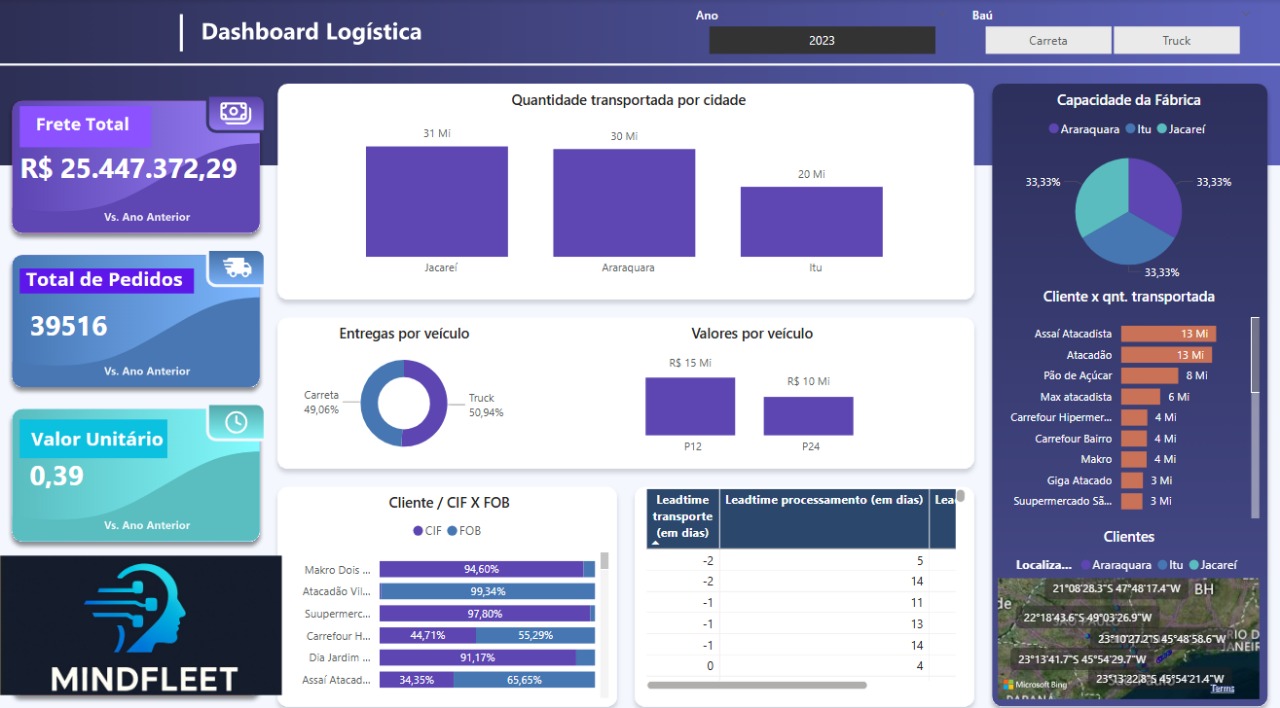 Dashboard Logística
Ano
2023
Baú
Carreta
Truck
Frete Total
R$ 25.447.372,29
Vs. Ano Anterior
Total de Pedidos
39516
Vs. Ano Anterior
Valor Unitário
0,39
Vs. Ano Anterior
MINDFLEET
Quantidade transportada por cidade
31 Mi
30 Mi
20 Mi
Jacareí
Araraquara
Itu
Entregas por veículo
Carreta
49,06%
Truck
50,94%
Valores por veículo
R$ 15 Mi
R$ 10 Mi
P12
P24
Cliente / CIF X FOB
CIF FOB
Makro Dois ... 94,60%
Atacadão Vil... 99,34%
Suupermerc... 97,80%
Carrefour H... 44,71% 55,29%
Dia Jardim ... 91,17%
Assaí Atacad... 34,35% 65,65%
Leadtime
transporte
(em dias)
Leadtime processamento (em dias)
Lea
-2 5
-2 14
-1 11
-1 13
-1 14
0 4
Capacidade da Fábrica
Araraquara Itu Jacareí
33,33%
33,33%
33,33%
Cliente x qnt. transportada
Assaí Atacadista 13 Mi
Atacadão 13 Mi
Pão de Açúcar 8 Mi
Max atacadista 6 Mi
Carrefour Hipermer... 4 Mi
Carrefour Bairro 4 Mi
Makro 4 Mi
Giga Atacado 3 Mi
Suupermercado Sã... 3 Mi
Clientes
Localiza... Araraquara Itu Jacareí
21°08'28.3"S 47°48'17.4"W
BH
de
22°18'43.6"S 49°03'26.9"W
SÃO PAULO
23°10'27.2"S 45°48'58.6"W
RIO D
JANEIR
23°13'41.7"S 45°54'29.7"W
23°13'22.8"S 45°54'21.4"W
Microsoft Bing
Terms
PARANÁ